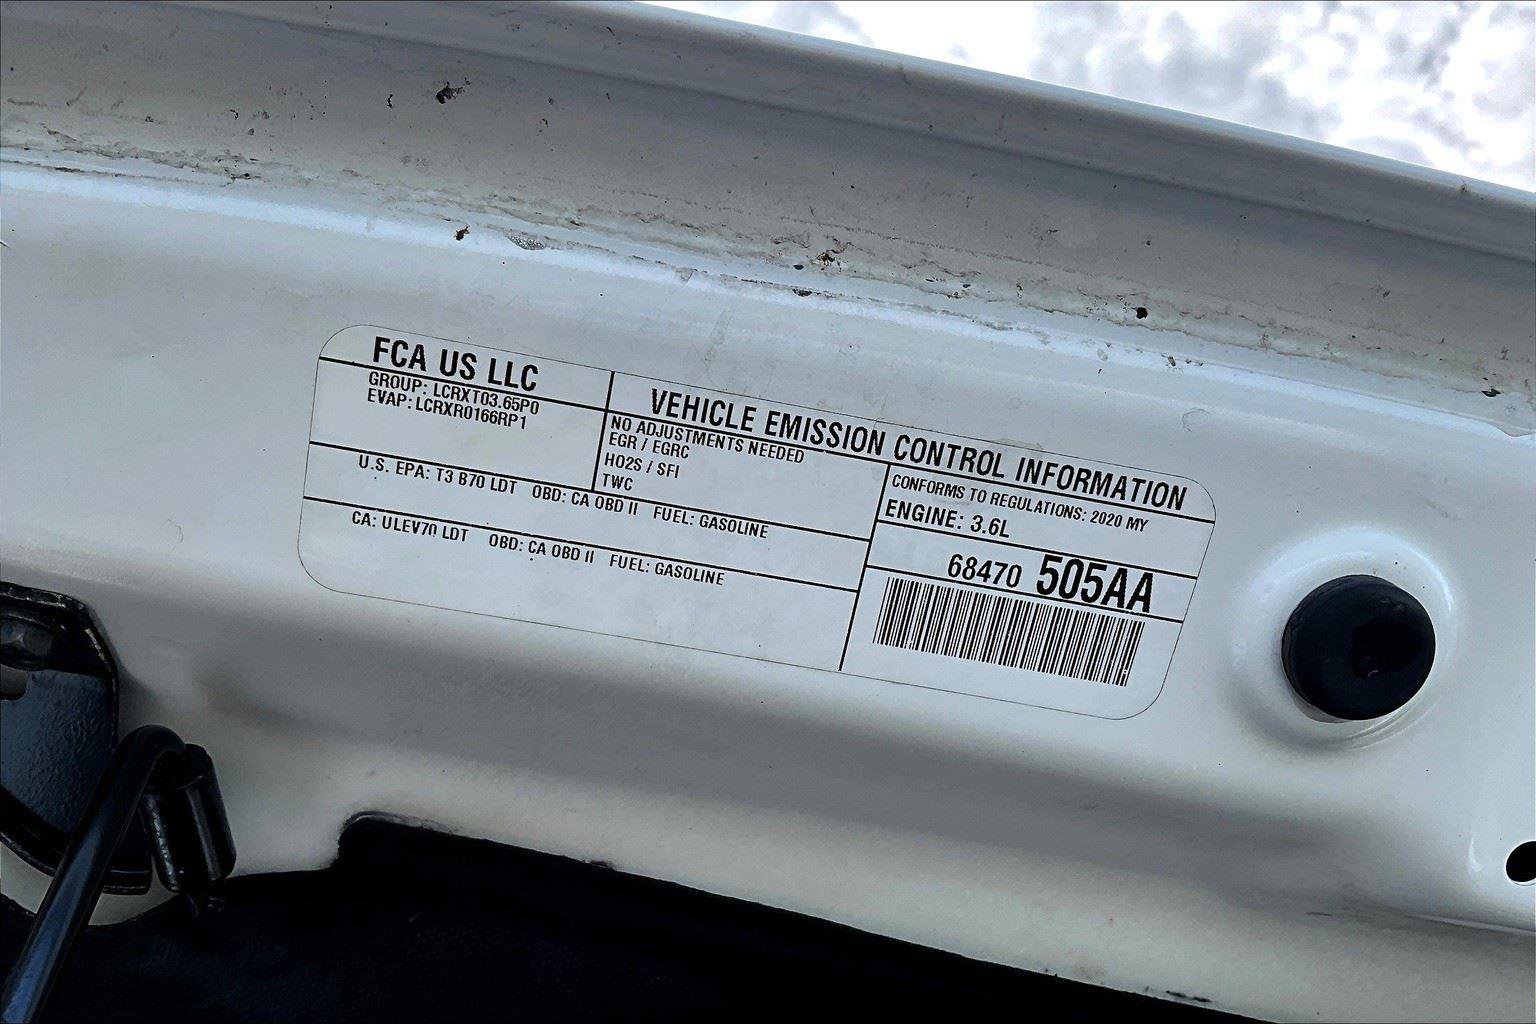 FCA US LLC
GROUP: LCRXT03.65P0
EVAP: LCRXR0166RP1
VEHICLE EMISSION CONTROL INFORMATION
NO ADJUSTMENTS NEEDED
EGR / EGRC
HO2S / SFI
TWC
CONFORMS TO REGULATIONS: 2020 MY
ENGINE: 3.6L
U.S. EPA: T3 B70 LDT OBD: CA OBD II FUEL: GASOLINE
CA: ULEV70 LDT OBD: CA OBD II FUEL: GASOLINE
68470 505AA